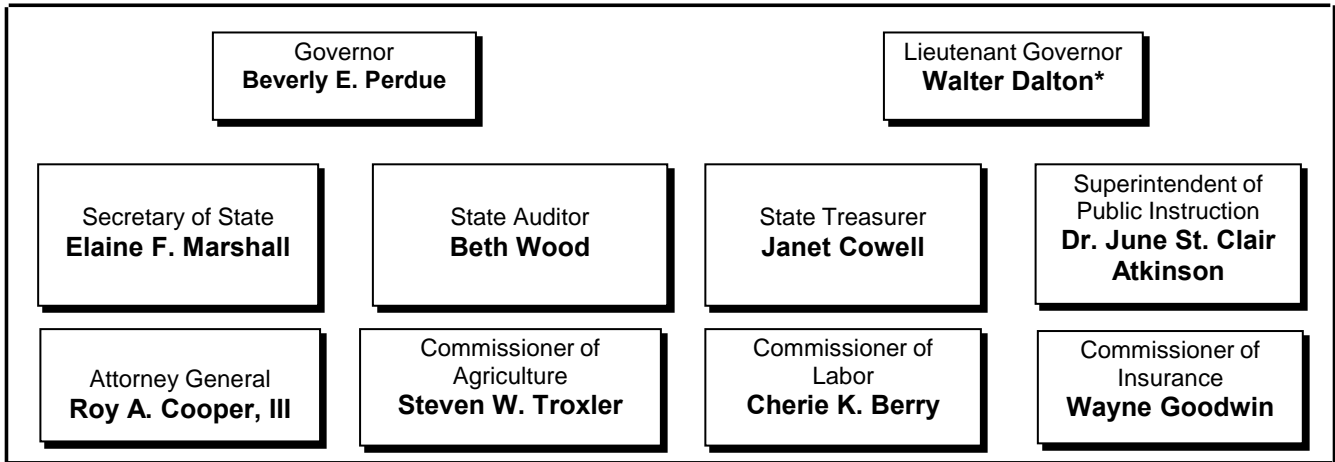 Governor
Beverly E. Perdue
Lieutenant Governor
Walter Dalton*
Secretary of State
Elaine F. Marshall
State Auditor
Beth Wood
State Treasurer
Janet Cowell
Superintendent of
Public Instruction
Dr. June St. Clair
Atkinson
Attorney General
Roy A. Cooper, III
Commissioner of
Agriculture
Steven W. Troxler
Commissioner of
Labor
Cherie K. Berry
Commissioner of
Insurance
Wayne Goodwin